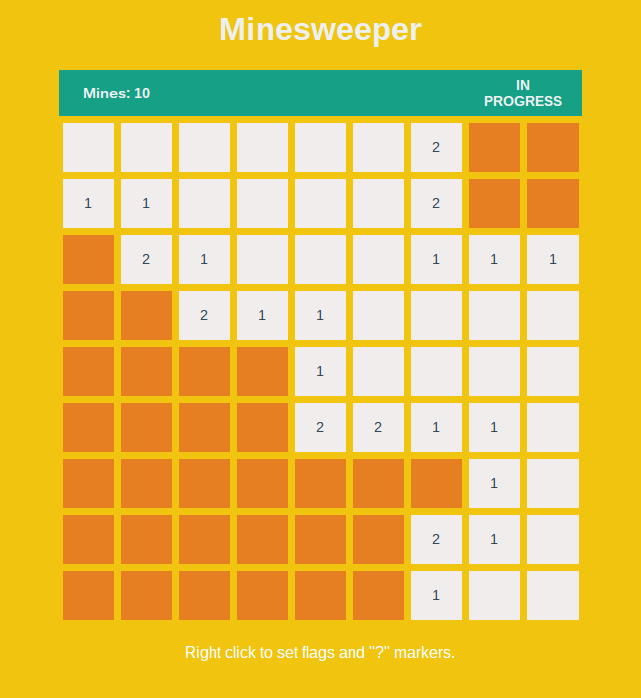 Minesweeper
Mines: 10
IN
PROGRESS
2
1 1 2
2 1 1 1 1
2 1 1
1
2 2 1 1
1
2 1
1
Right click to set flags and "?" markers.